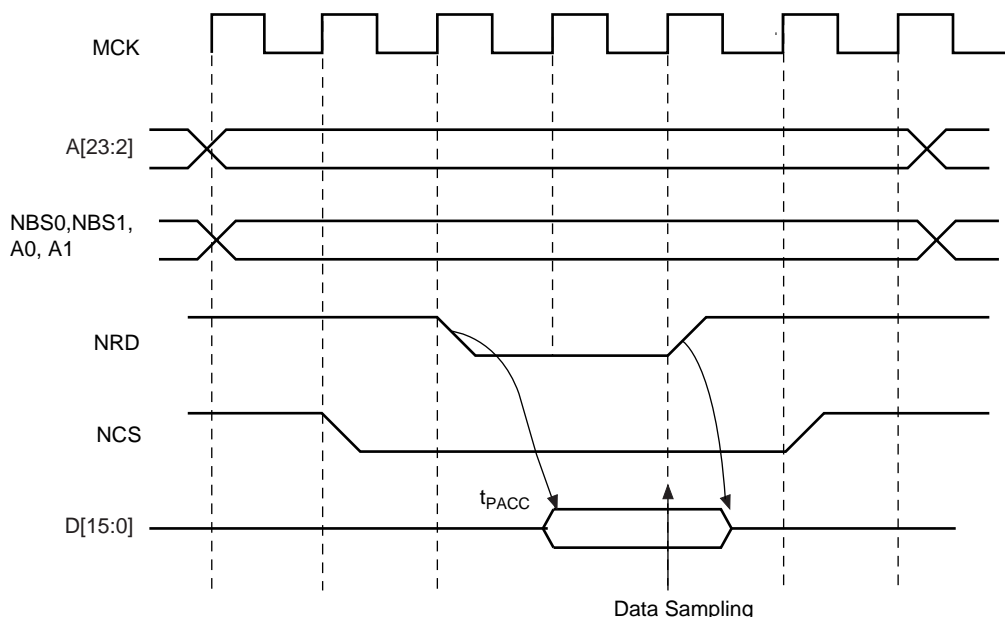 MCK
A[23:2]
NBS0,NBS1,
A0, A1
NRD
NCS
tPACC
D[15:0]
Data Sampling